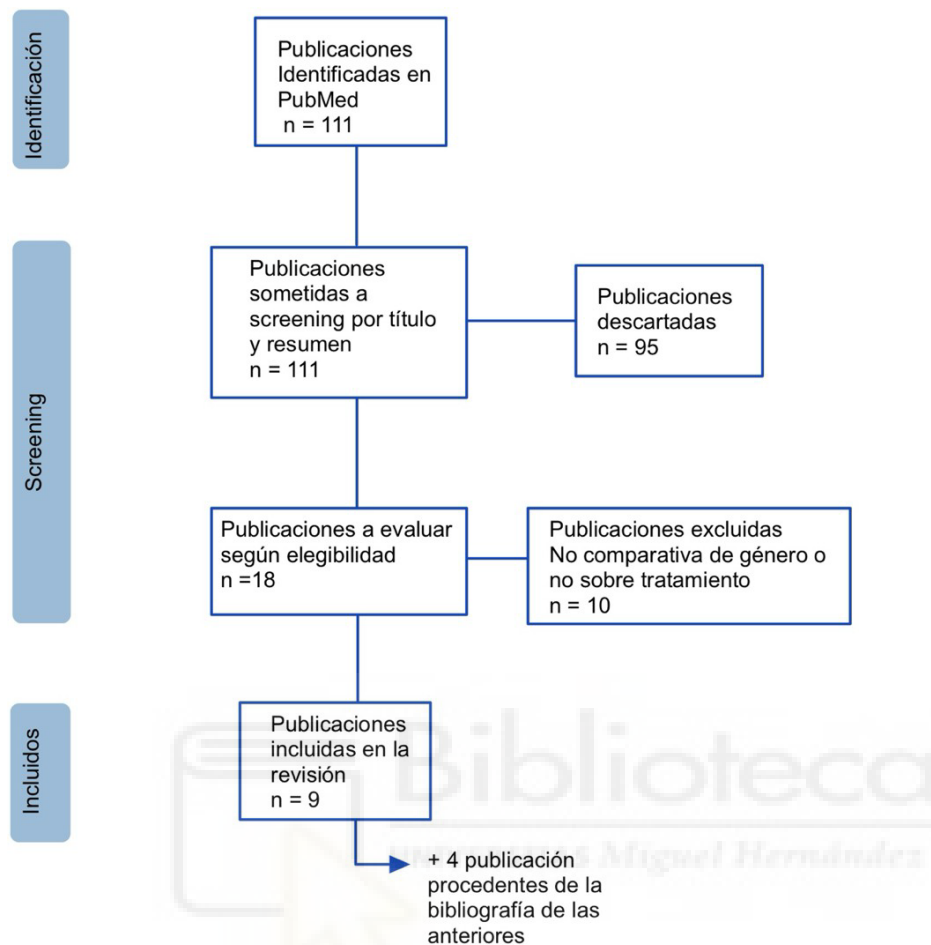 Identificación
Publicaciones
Identificadas en
PubMed
n = 111
Screening
Publicaciones
sometidas a
screening por título
y resumen
n = 111
Publicaciones
descartadas
n = 95
Publicaciones a evaluar
según elegibilidad
n =18
Publicaciones excluidas
No comparativa de género o
no sobre tratamiento
n = 10
Incluidos
Publicaciones
incluidas en la
revisión
n = 9
+ 4 publicación
procedentes de la
bibliografía de las
anteriores
Biblioteca
UNIVERSITAS Miguel Hernández